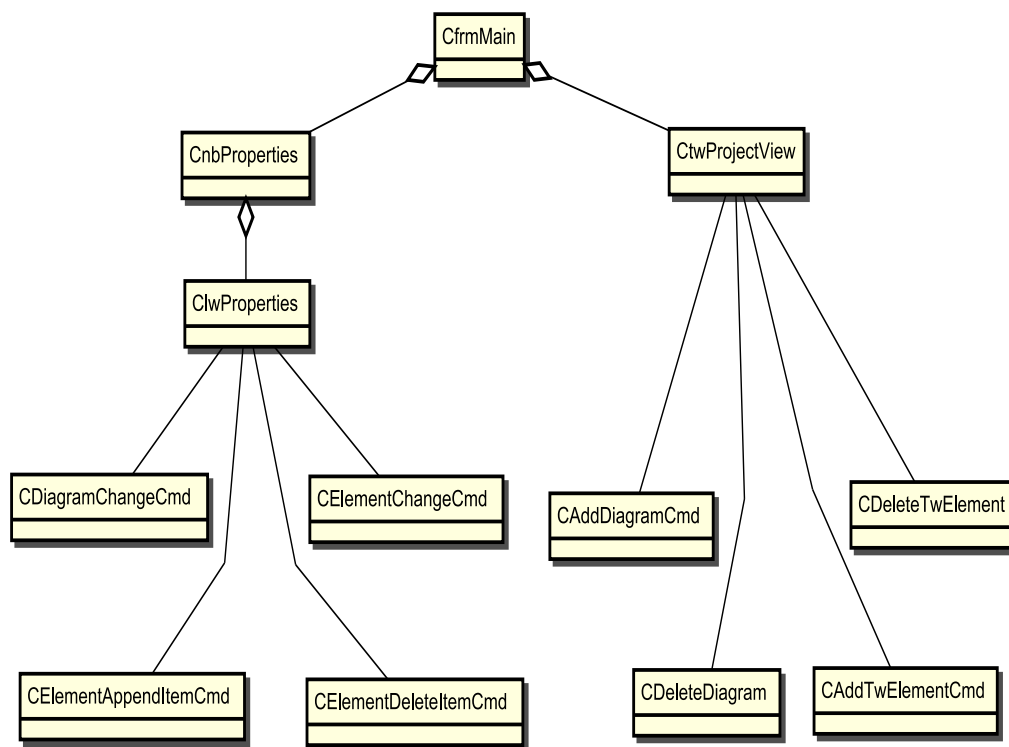 CfrmMain
CnbProperties
CtwProjectView
ClwProperties
CDiagramChangeCmd
CElementChangeCmd
CAddDiagramCmd
CDeleteTwElement
CElementAppendItemCmd
CElementDeleteItemCmd
CDeleteDiagram
CAddTwElementCmd